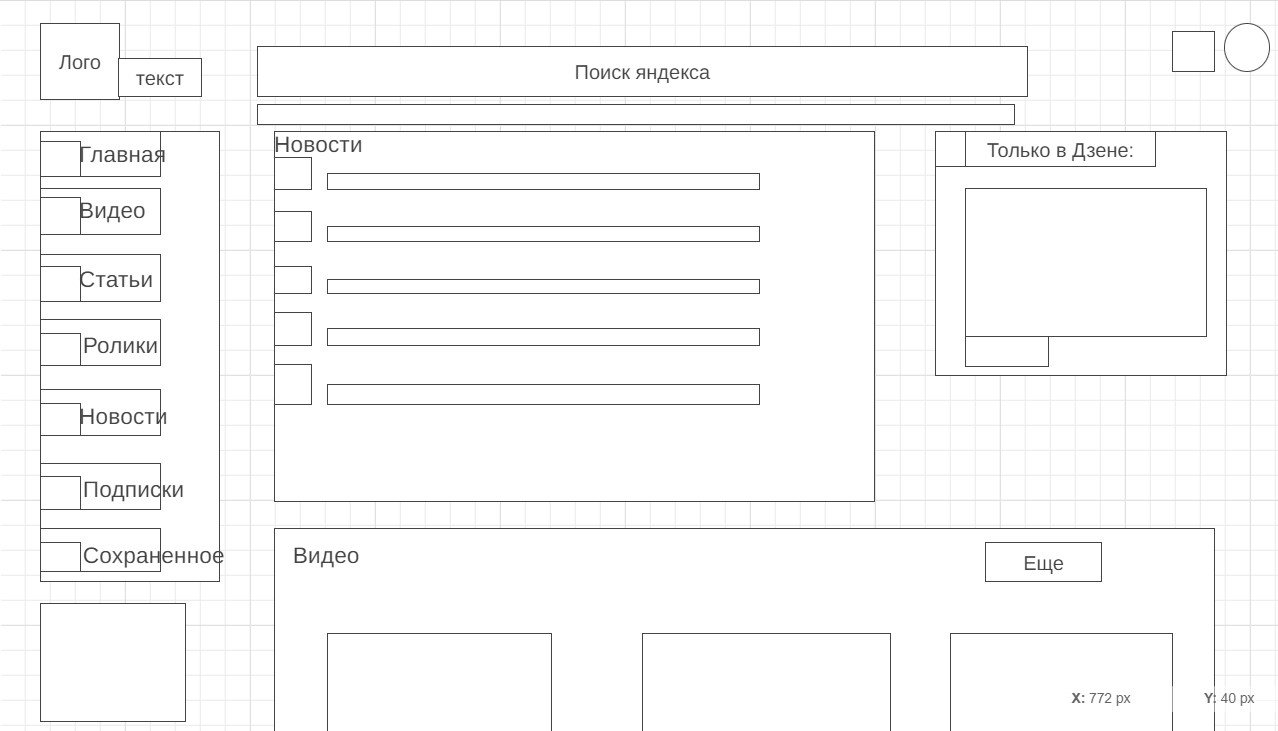 Лого
текст
Поиск яндекса
Главная
Видео
Статьи
Ролики
Новости
Подписки
Сохраненное
Новости
Только в Дзене:
Видео
Еще
X: 772 px
Y: 40 px